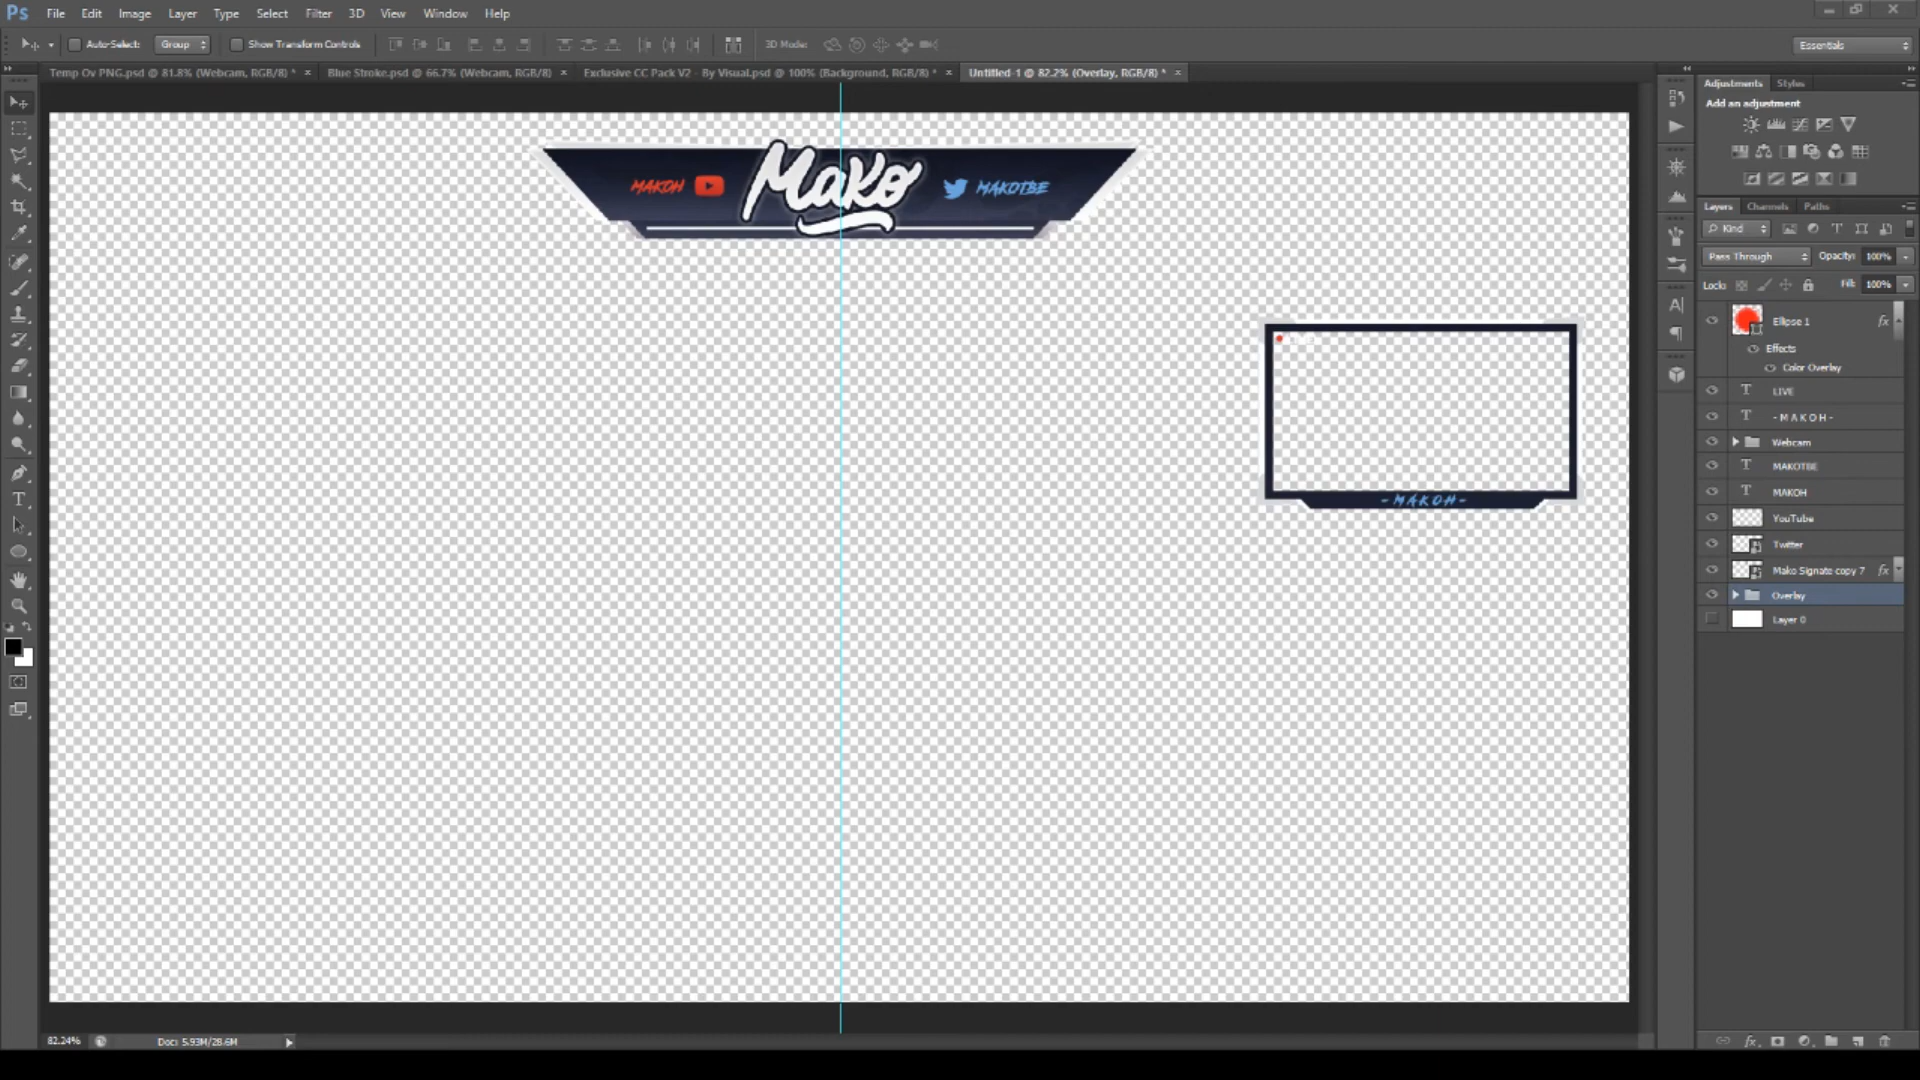 Ps File Edit Image Layer Type Select Filter 3D View Window Help
Auto-Select: Group Show Transform Controls 3D Mode: Essentials
Temp Ov PNG.psd @ 81.8% (Webcam, RGB/8) * × Blue Stroke.psd @ 66.7% (Webcam, RGB/8) × Exclusive CC Pack V2 - By Visual.psd @ 100% (Background, RGB/8) * × Untitled-1 @ 82.2% (Overlay, RGB/8) * ×
Adjustments Styles
Add an adjustment
MAKOH Mako MAKOTBE
Layers Channels Paths
Kind
Pass Through Opacity: 100%
Lock: Fill: 100%
Ellipse 1 fx
Effects
Color Overlay
LIVE
- M A K O H -
Webcam
MAKOTBE
MAKOH
YouTube
Twitter
Mako Signate copy 7 fx
Overlay
Layer 0
- M A K O H -
82.24% Doc: 5.93M/28.6M